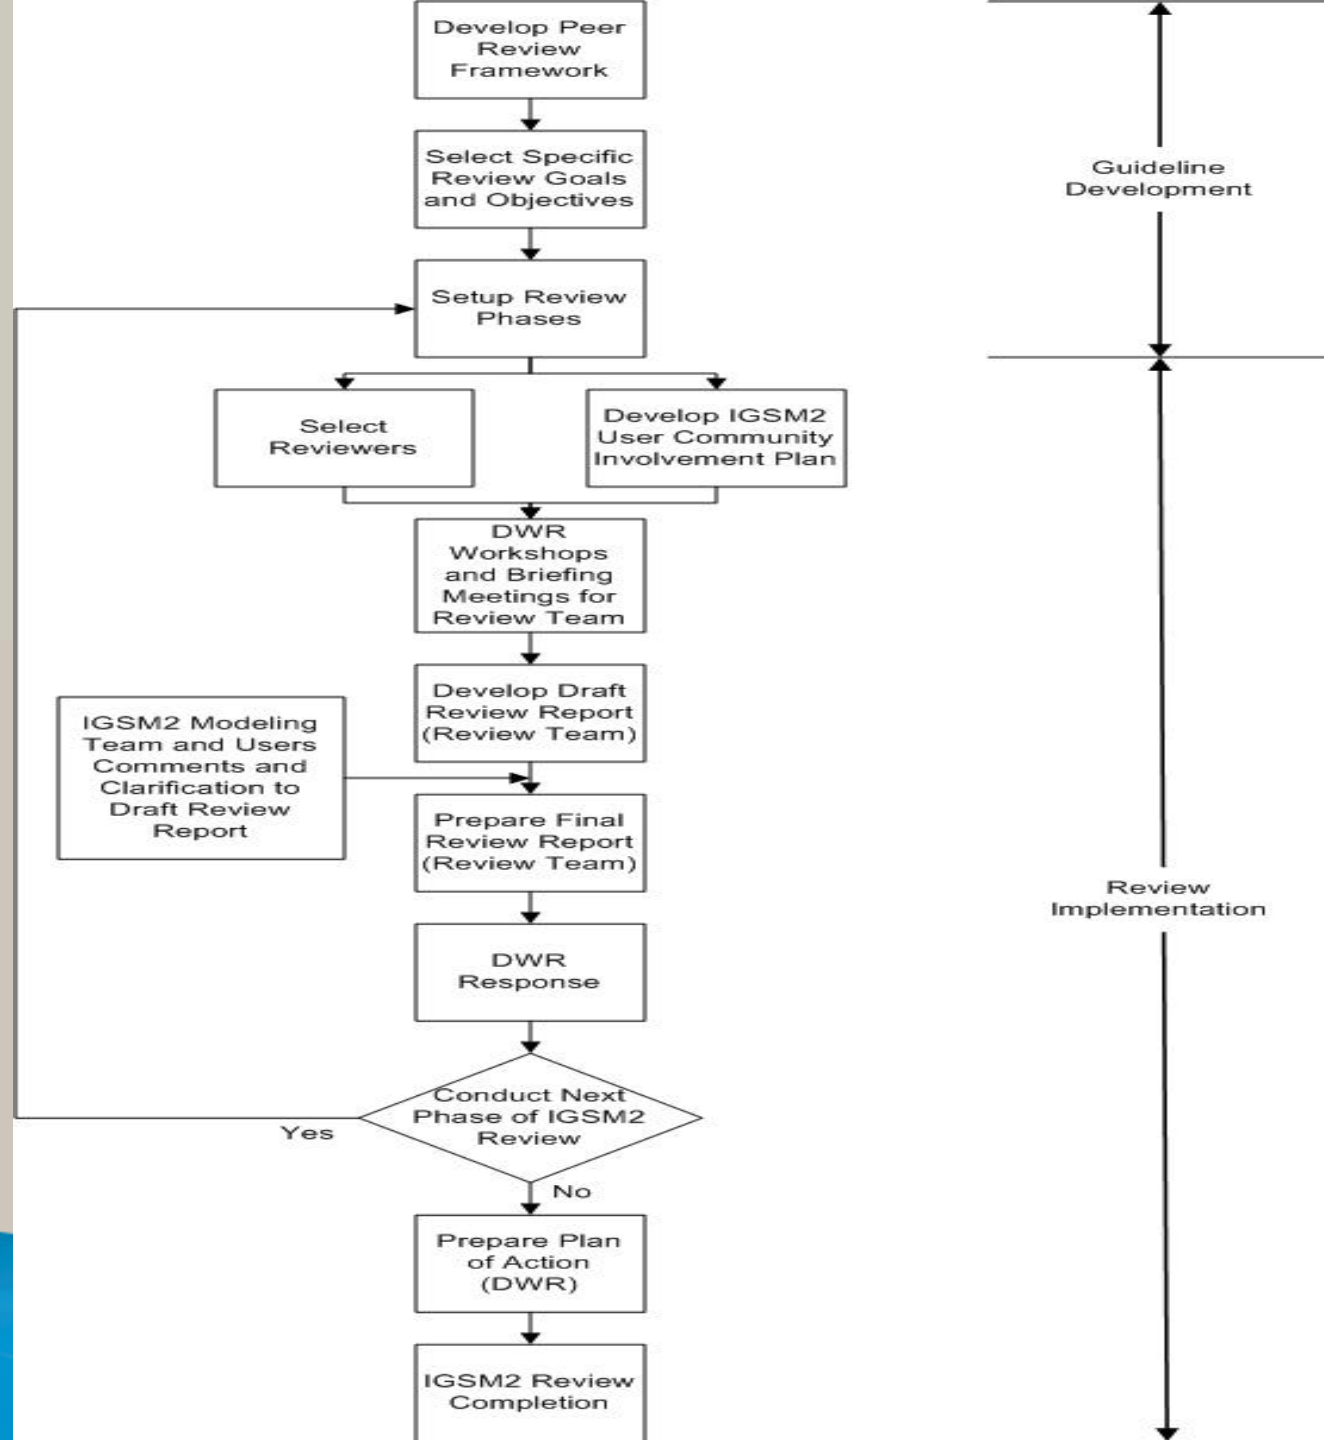 Develop Peer
Review
Framework
Select Specific
Review Goals
and Objectives
Guideline
Development
Setup Review
Phases
Select
Reviewers
Develop IGSM2
User Community
Involvement Plan
DWR
Workshops
and Briefing
Meetings for
Review Team
Develop Draft
Review Report
(Review Team)
IGSM2 Modeling
Team and Users
Comments and
Clarification to
Draft Review
Report
Prepare Final
Review Report
(Review Team)
Review
Implementation
DWR
Response
Conduct Next
Phase of IGSM2
Review
Yes
No
Prepare Plan
of Action
(DWR)
IGSM2 Review
Completion